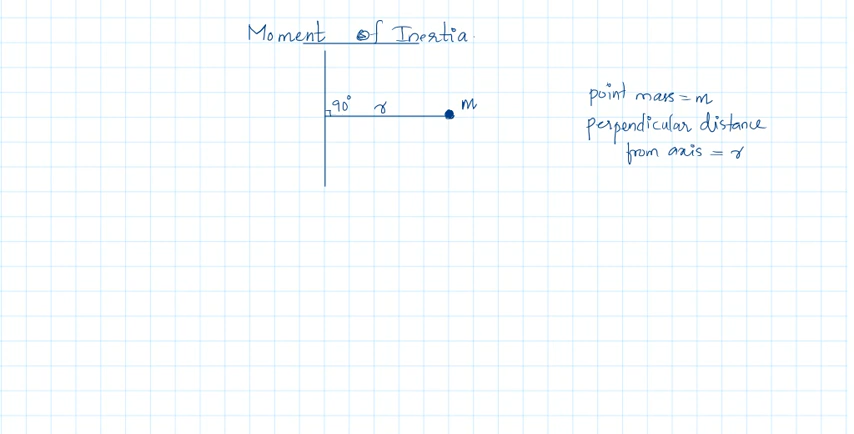 Moment of Inertia.
90° r m
point mass = m
perpendicular distance
from axis = r